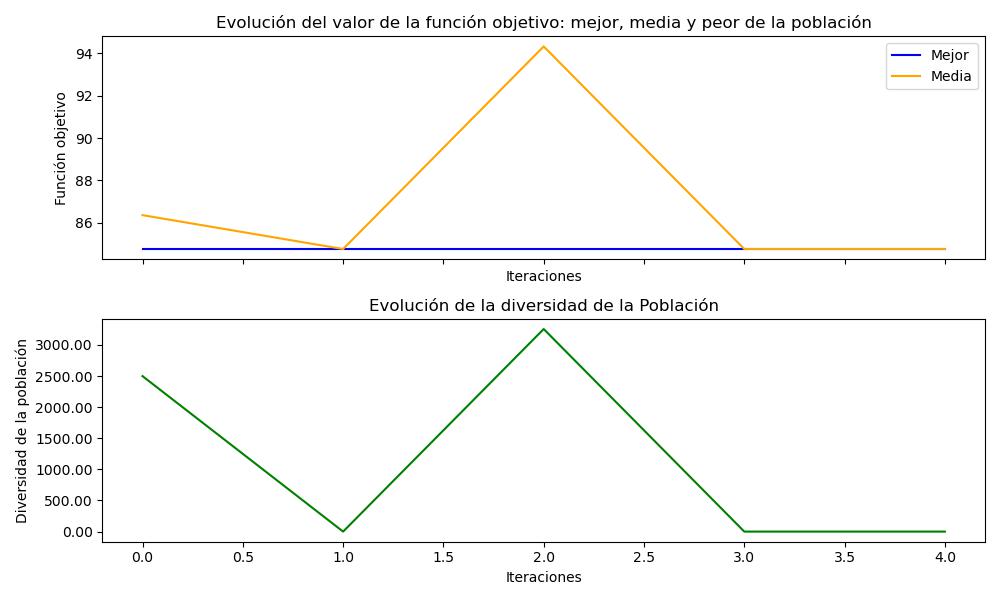 Evolución del valor de la función objetivo: mejor, media y peor de la población
Función objetivo
94
92
90
88
86
Mejor
Media
Iteraciones
Evolución de la diversidad de la Población
Diversidad de la población
3000.00
2500.00
2000.00
1500.00
1000.00
500.00
0.00
0.0 0.5 1.0 1.5 2.0 2.5 3.0 3.5 4.0
Iteraciones